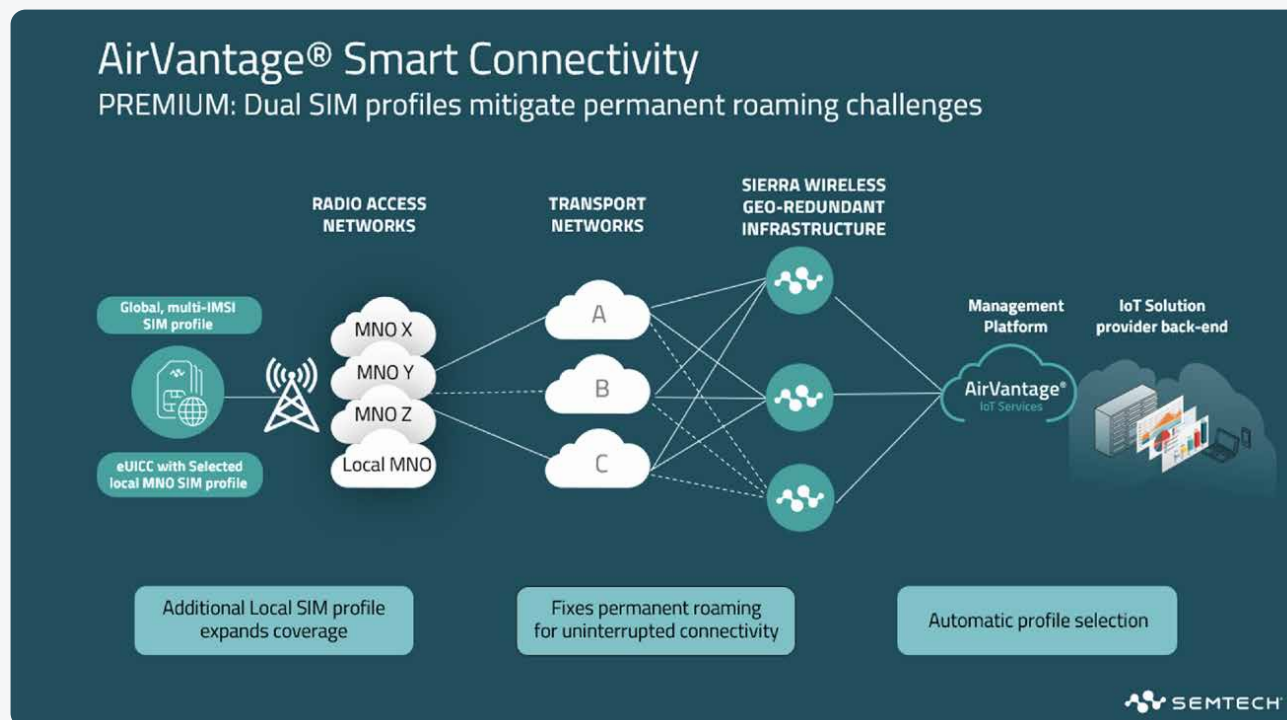 AirVantage® Smart Connectivity
PREMIUM: Dual SIM profiles mitigate permanent roaming challenges
RADIO ACCESS
NETWORKS
TRANSPORT
NETWORKS
SIERRA WIRELESS
GEO-REDUNDANT
INFRASTRUCTURE
Global, multi-IMSI
SIM profile
eUICC with Selected
local MNO SIM profile
MNO X
MNO Y
MNO Z
Local MNO
A
B
C
Management
Platform
AirVantage®
IoT Services
IoT Solution
provider back-end
Additional Local SIM profile
expands coverage
Fixes permanent roaming
for uninterrupted connectivity
Automatic profile selection
SEMTECH